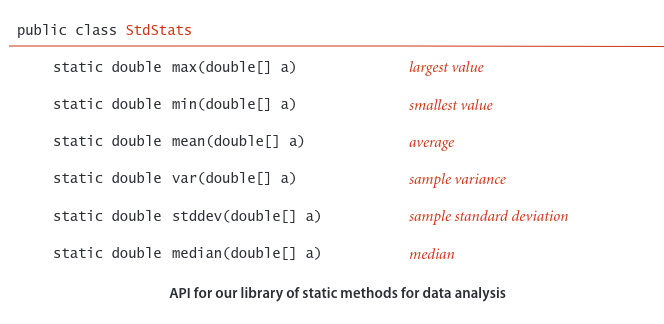 public class StdStats
static double max(double[] a) largest value
static double min(double[] a) smallest value
static double mean(double[] a) average
static double var(double[] a) sample variance
static double stddev(double[] a) sample standard deviation
static double median(double[] a) median
API for our library of static methods for data analysis